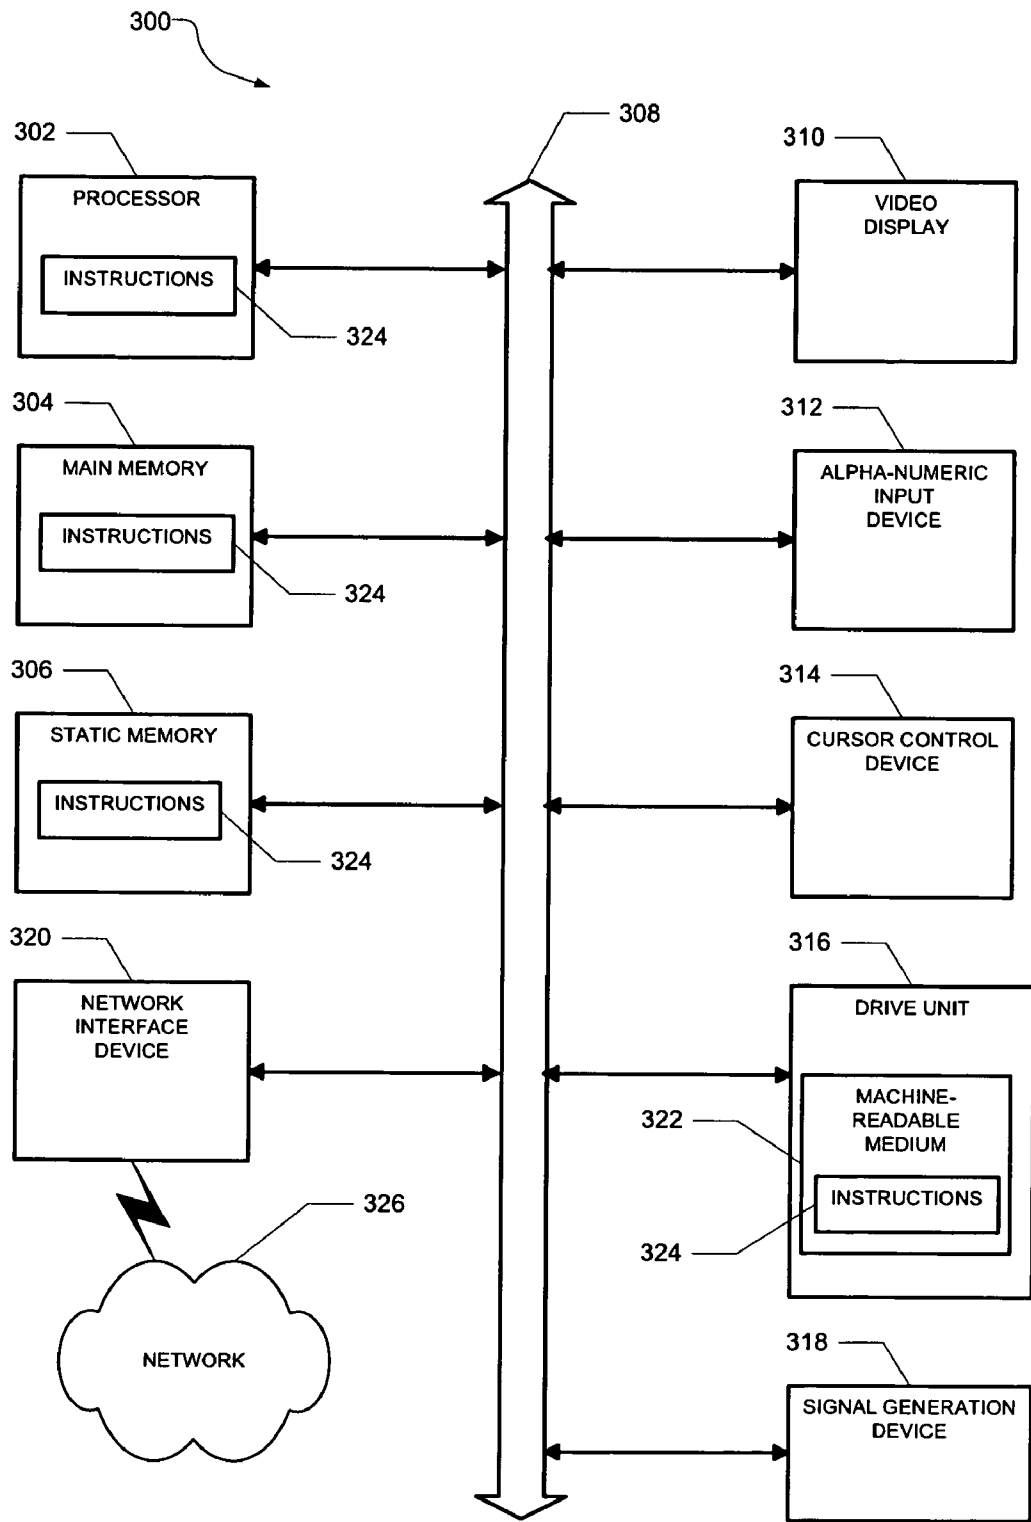 300
308
302
PROCESSOR
INSTRUCTIONS
324
310
VIDEO
DISPLAY
304
MAIN MEMORY
INSTRUCTIONS
324
312
ALPHA-NUMERIC
INPUT
DEVICE
306
STATIC MEMORY
INSTRUCTIONS
324
314
CURSOR CONTROL
DEVICE
320
NETWORK
INTERFACE
DEVICE
316
DRIVE UNIT
322
MACHINE-
READABLE
MEDIUM
INSTRUCTIONS
324
326
NETWORK
318
SIGNAL GENERATION
DEVICE